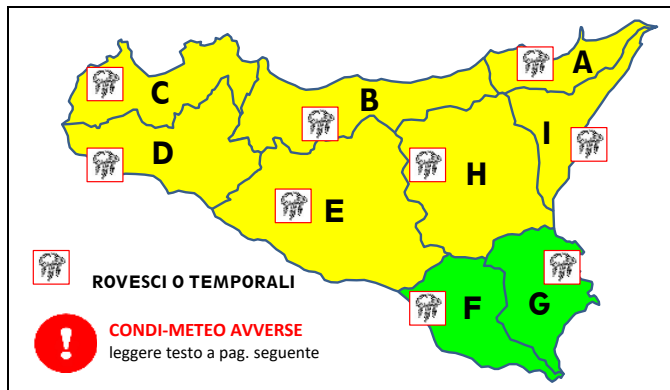 A
C
B
I
D
H
E
F
G
ROVESCI O TEMPORALI
CONDI-METEO AVVERSE
leggere testo a pag. seguente